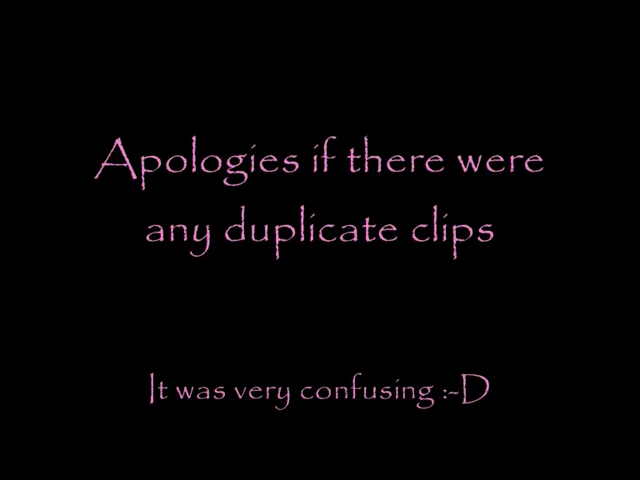 Apologies if there were
any duplicate clips
It was very confusing :-D